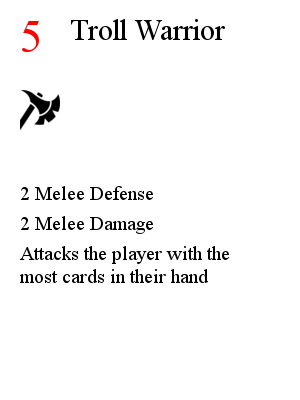 5 Troll Warrior
2 Melee Defense
2 Melee Damage
Attacks the player with the
most cards in their hand